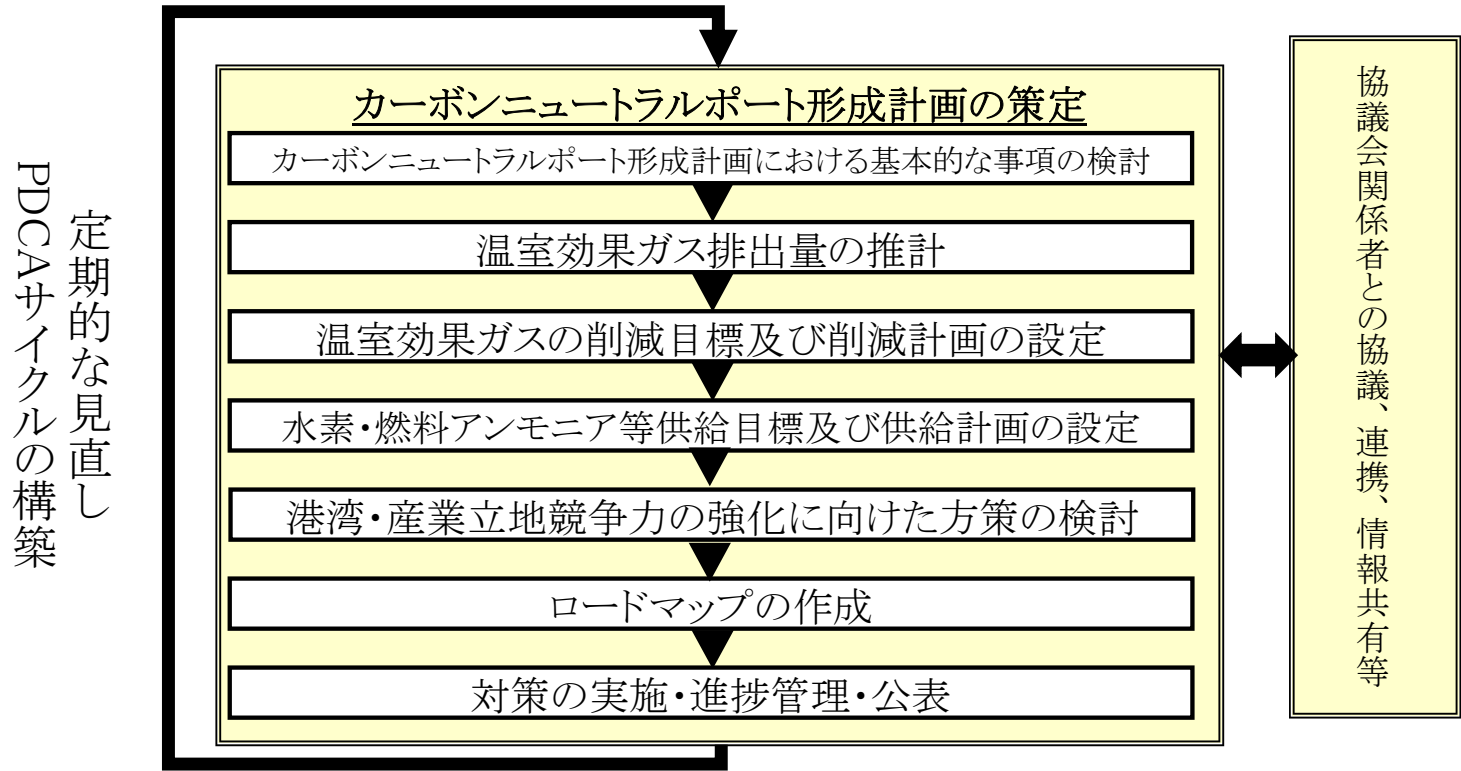 定期的な見直し
PDCAサイクルの構築
カーボンニュートラルポート形成計画の策定
カーボンニュートラルポート形成計画における基本的な事項の検討
温室効果ガス排出量の推計
温室効果ガスの削減目標及び削減計画の設定
水素・燃料アンモニア等供給目標及び供給計画の設定
港湾・産業立地競争力の強化に向けた方策の検討
ロードマップの作成
対策の実施・進捗管理・公表
協議会関係者との協議、連携、情報共有等